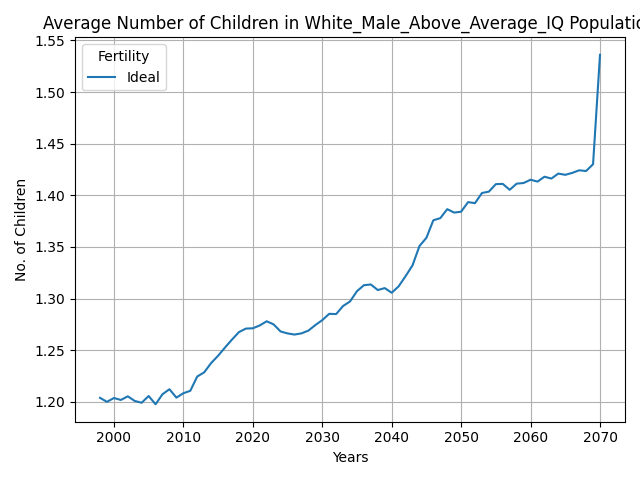 Average Number of Children in White_Male_Above_Average_IQ Populatio
Fertility
Ideal
No. of Children
1.55
1.50
1.45
1.40
1.35
1.30
1.25
1.20
2000 2010 2020 2030 2040 2050 2060 2070
Years